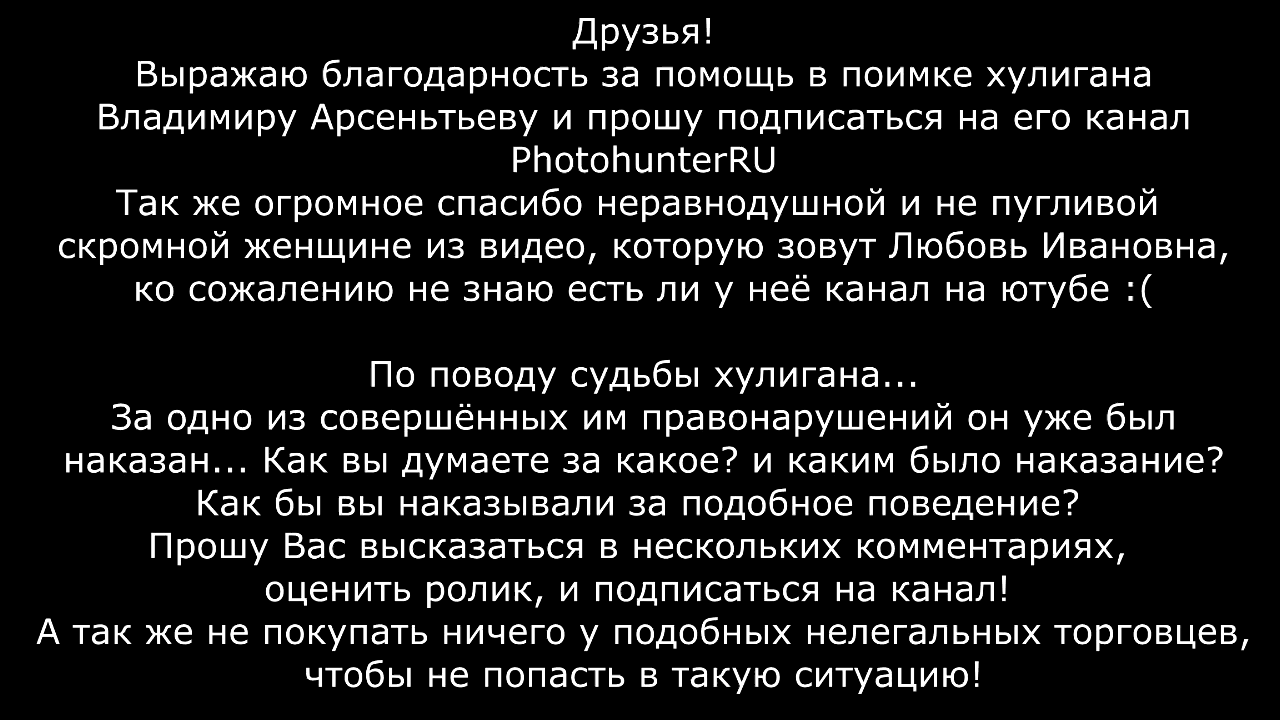 Друзья!
Выражаю благодарность за помощь в поимке хулигана
Владимиру Арсеньтьеву и прошу подписаться на его канал
PhotohunterRU
Так же огромное спасибо неравнодушной и не пугливой
скромной женщине из видео, которую зовут Любовь Ивановна,
ко сожалению не знаю есть ли у неё канал на ютубе :(
По поводу судьбы хулигана...
За одно из совершённых им правонарушений он уже был
наказан... Как вы думаете за какое? и каким было наказание?
Как бы вы наказывали за подобное поведение?
Прошу Вас высказаться в нескольких комментариях,
оценить ролик, и подписаться на канал!
А так же не покупать ничего у подобных нелегальных торговцев,
чтобы не попасть в такую ситуацию!